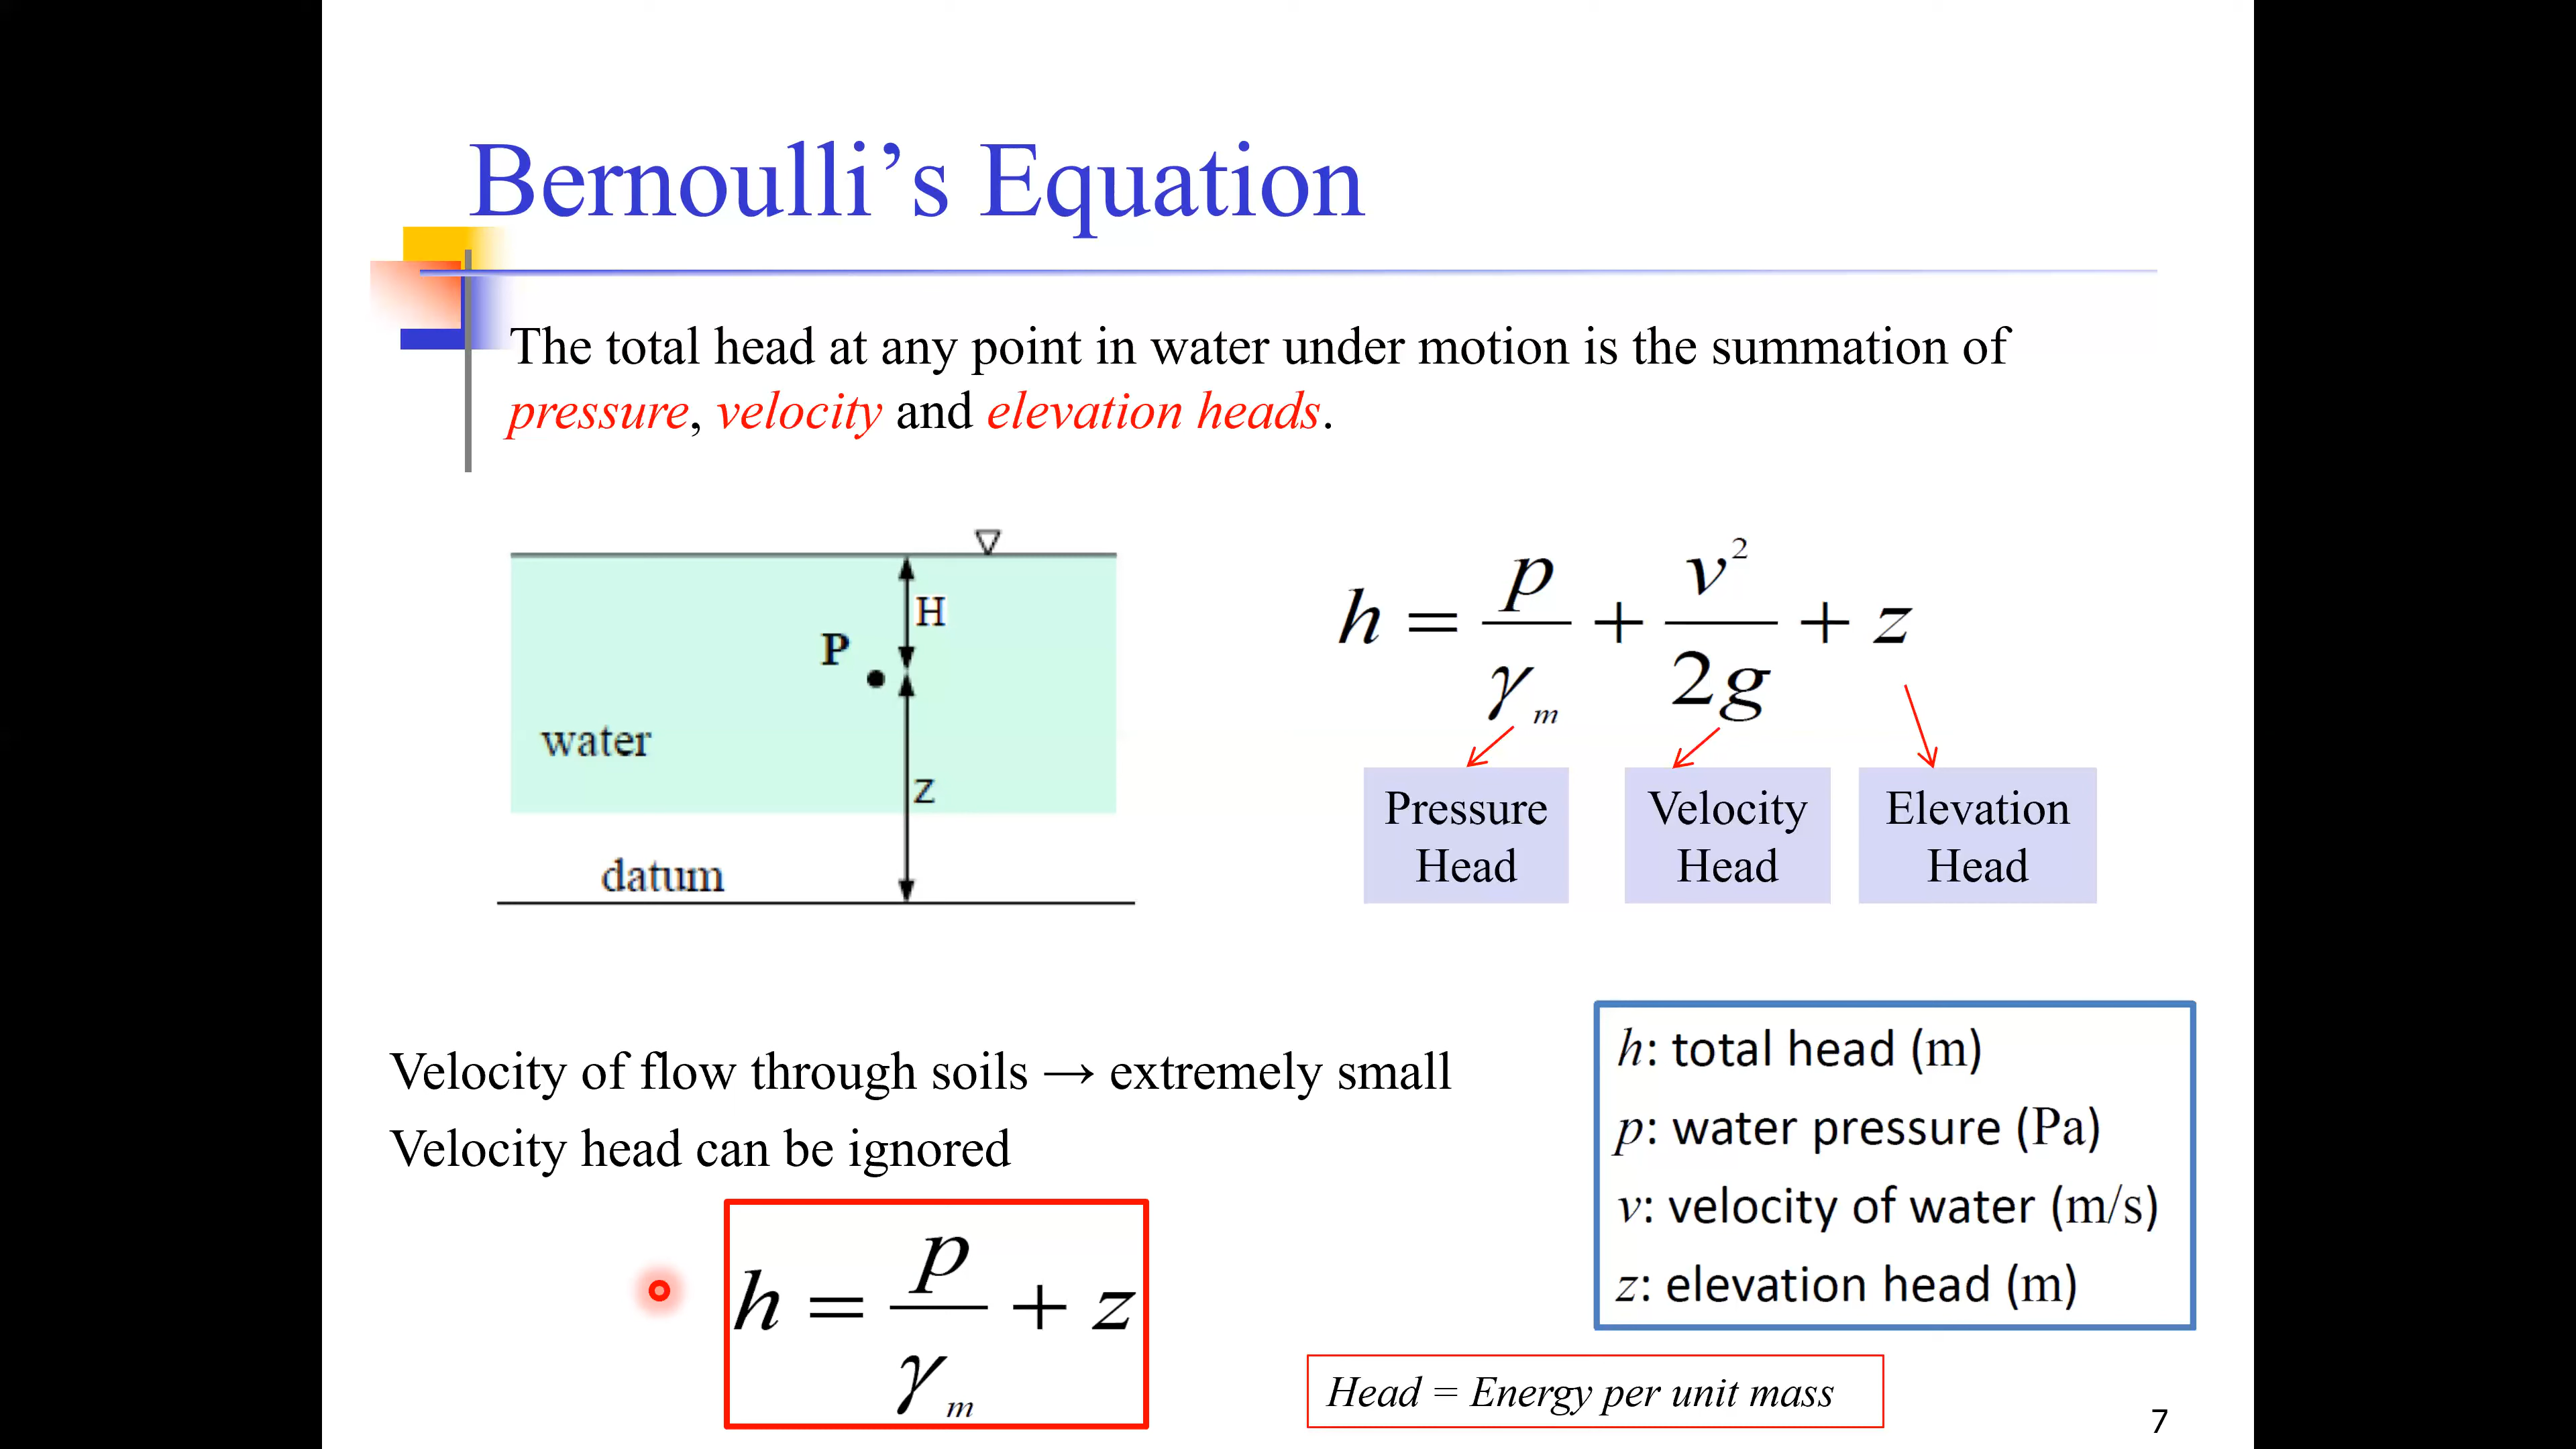 Bernoulli’s Equation
The total head at any point in water under motion is the summation of
pressure, velocity and elevation heads.
H
P
water
z
datum
h = p/γm + v²/2g + z
Pressure Head
Velocity Head
Elevation Head
Velocity of flow through soils → extremely small
Velocity head can be ignored
h = p/γm + z
h: total head (m)
p: water pressure (Pa)
v: velocity of water (m/s)
z: elevation head (m)
Head = Energy per unit mass
7